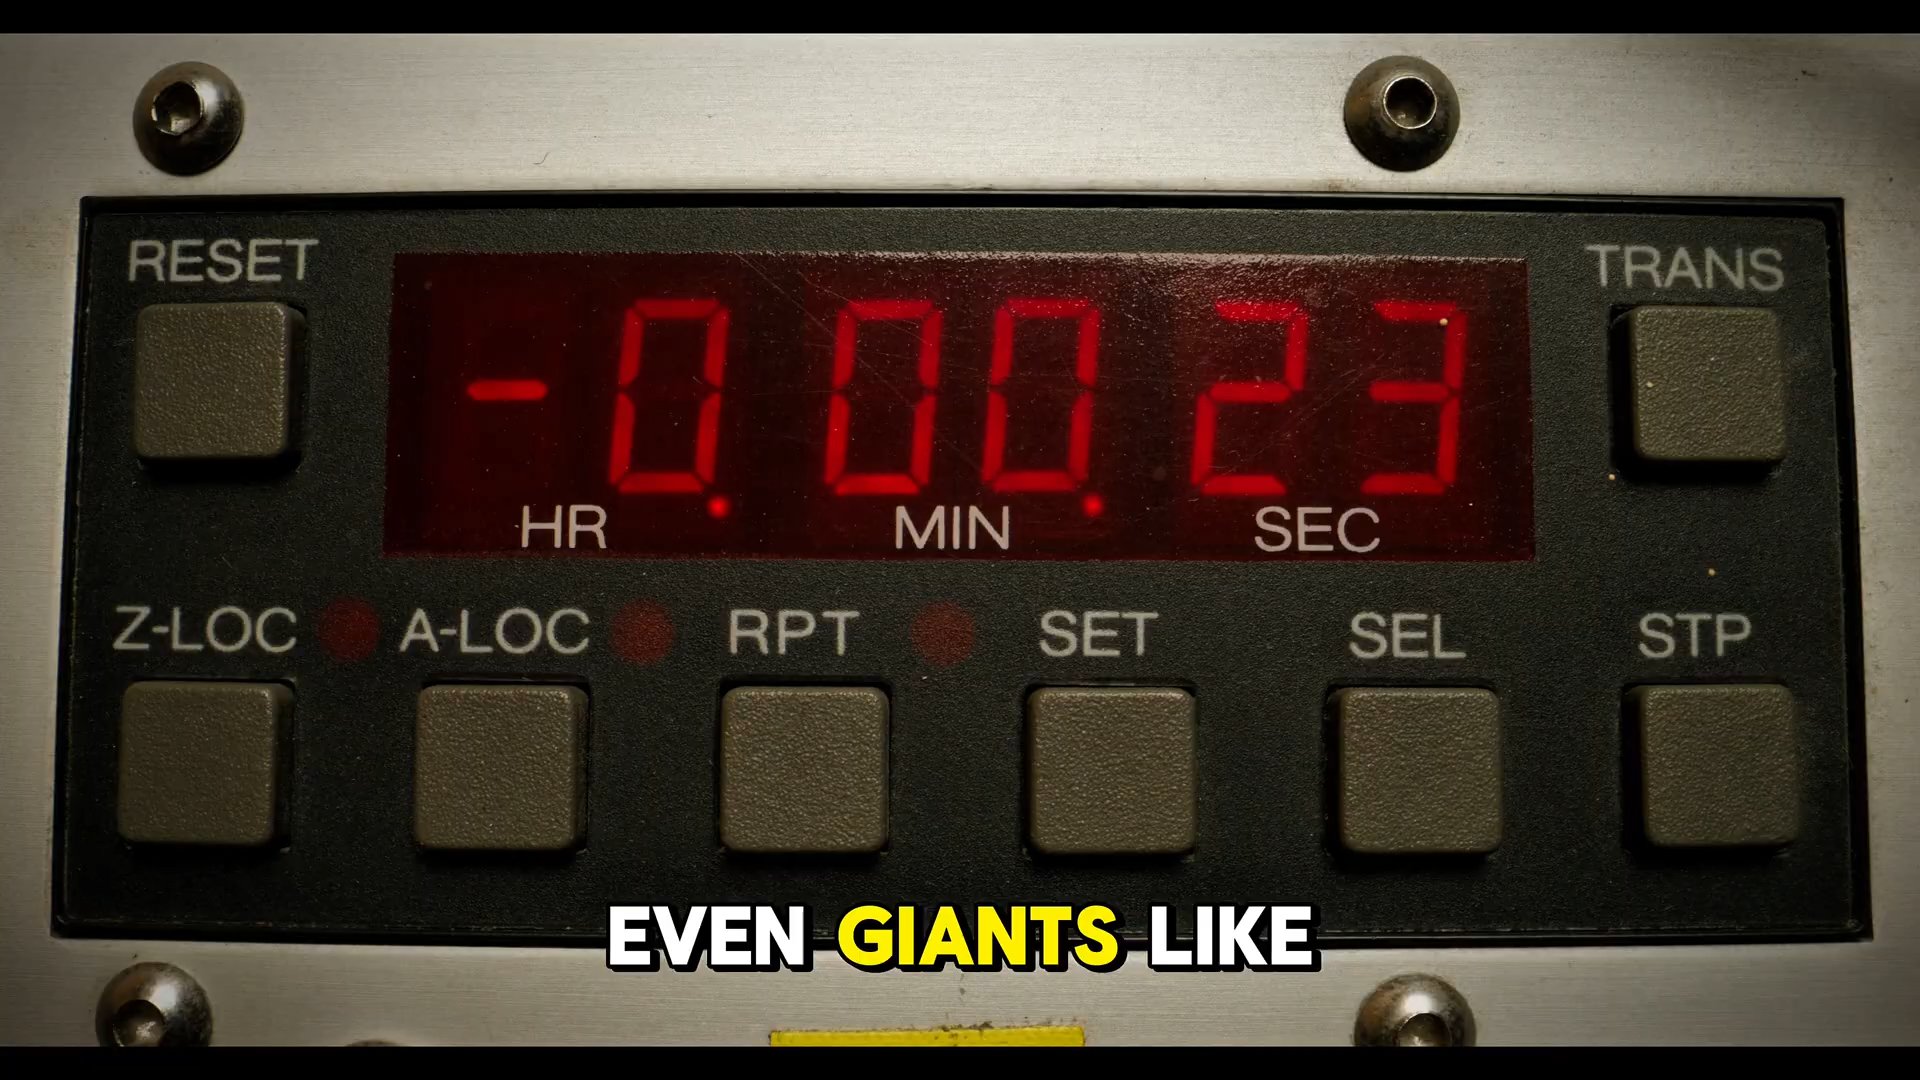 RESET
TRANS
-0.00.23
HR MIN SEC
Z-LOC A-LOC RPT SET SEL STP
EVEN GIANTS LIKE